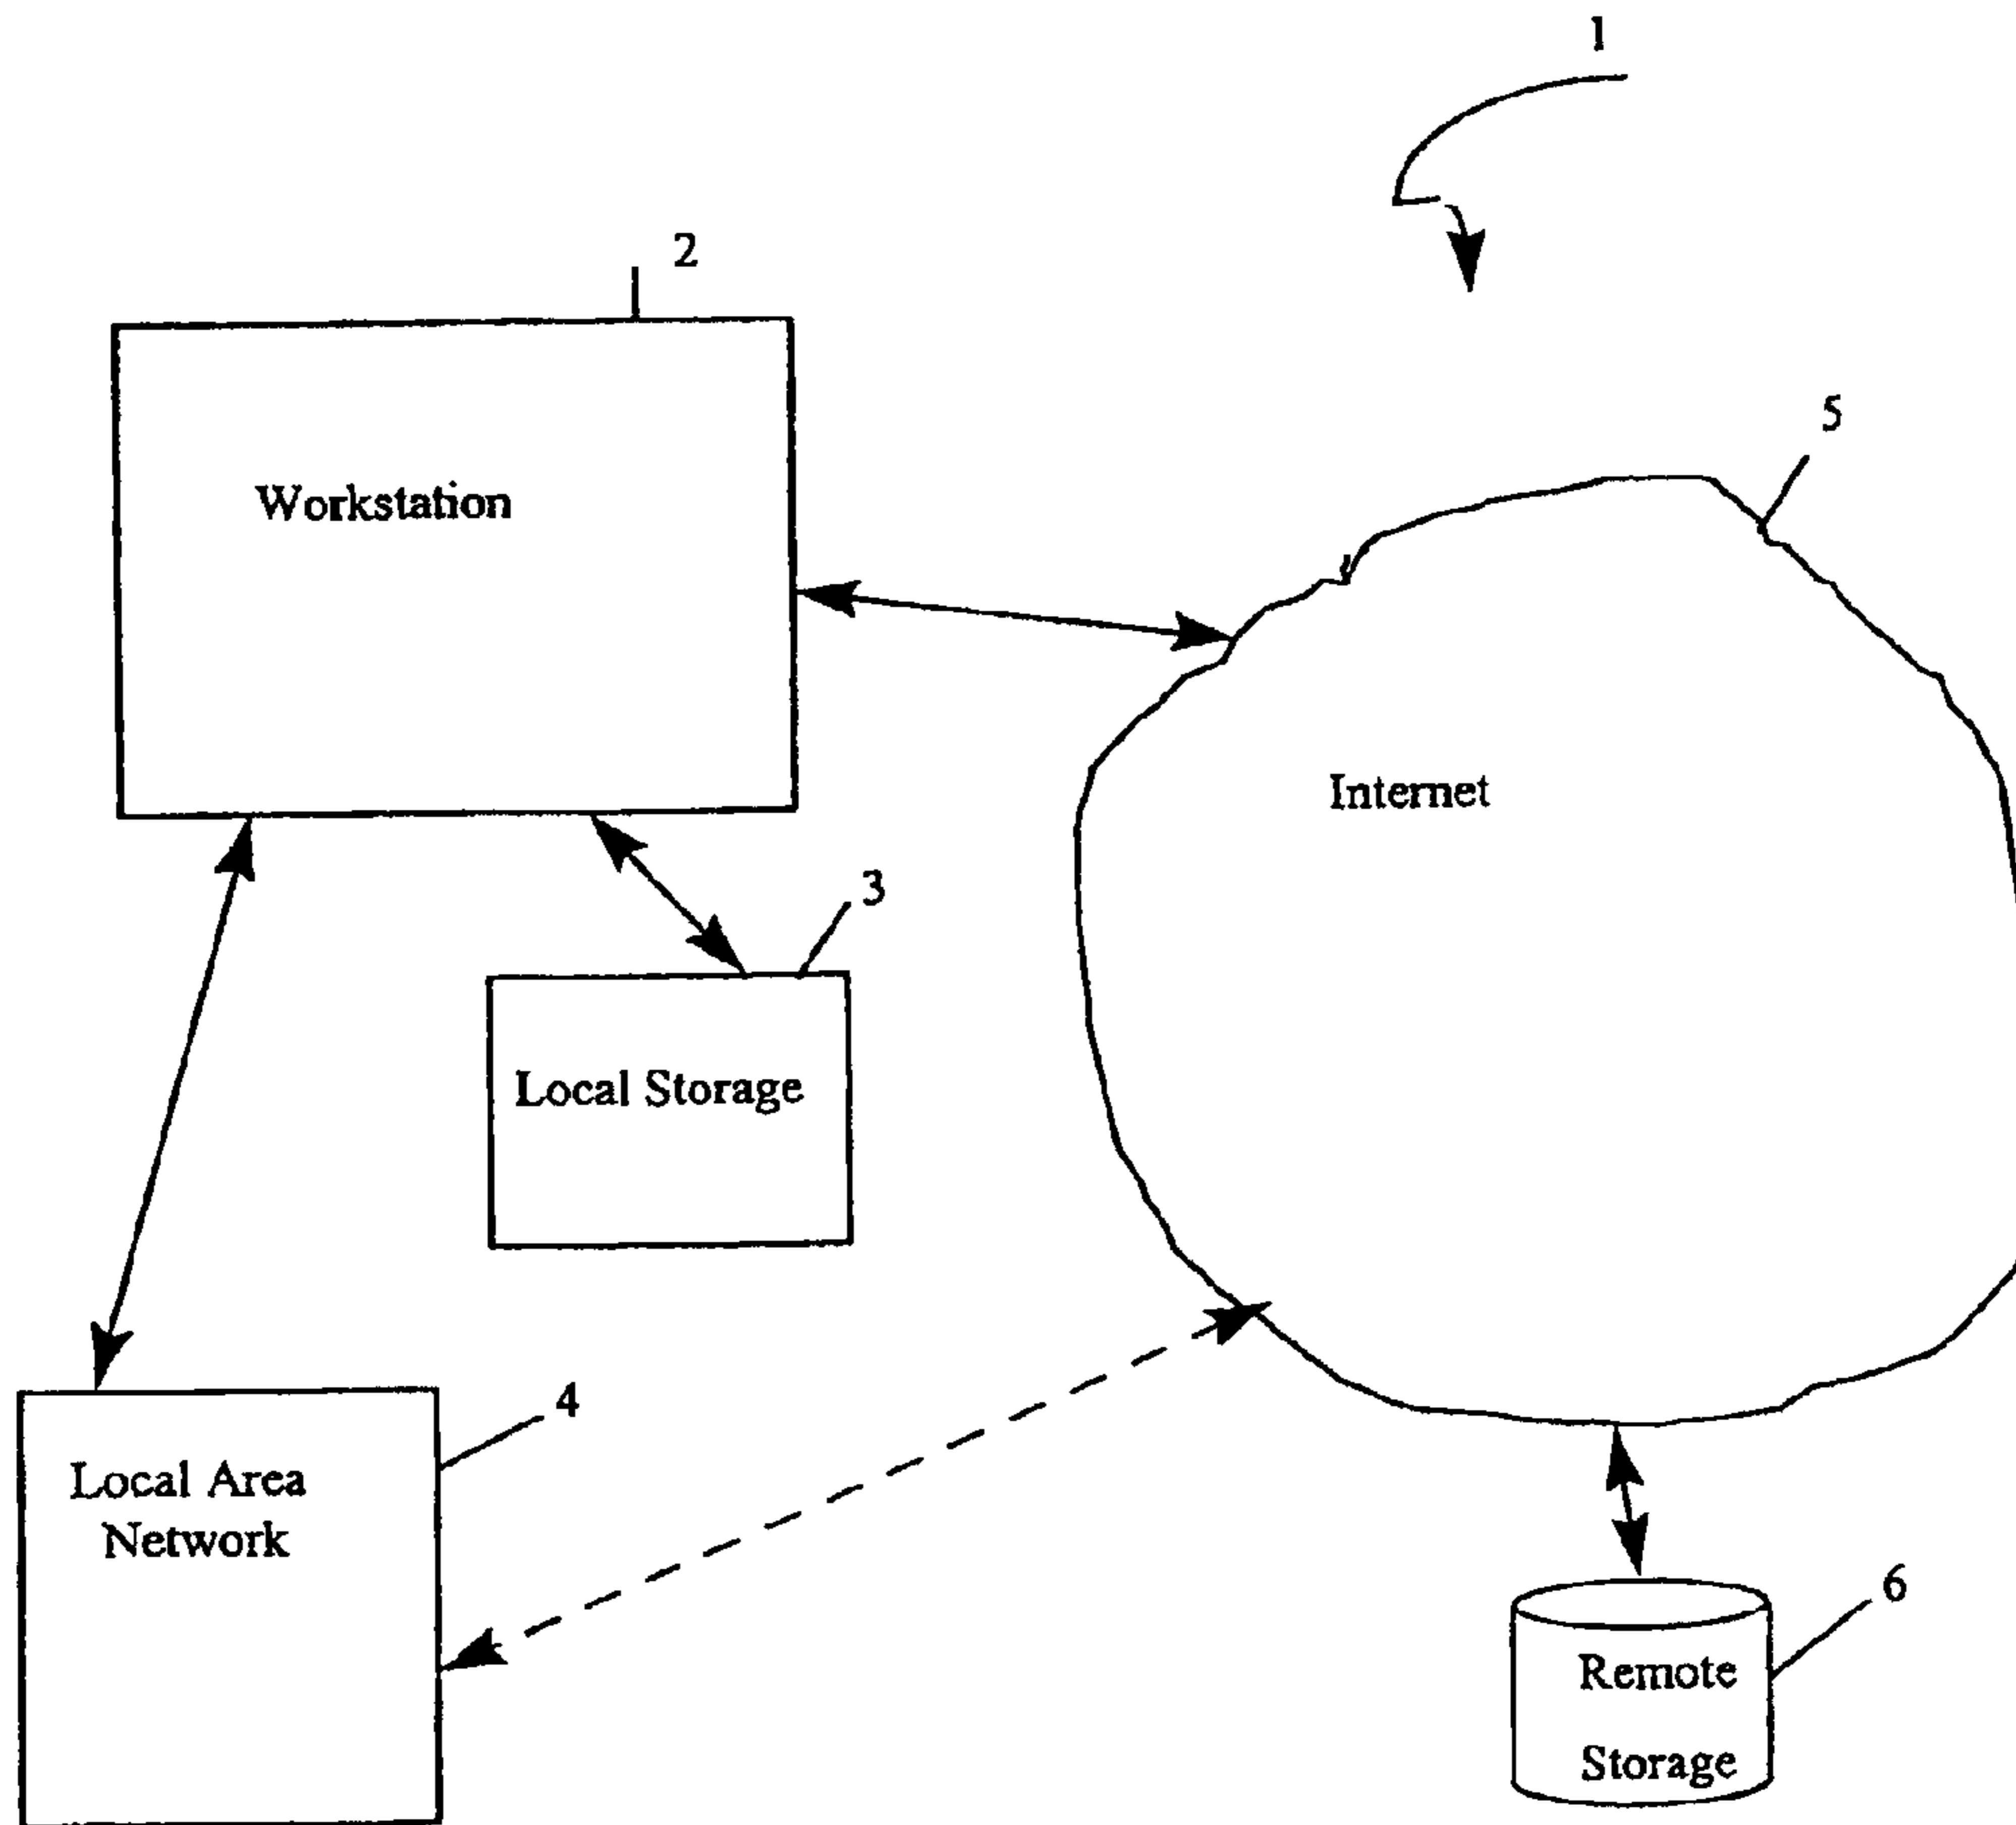 1
2
Workstation
5
Internet
3
Local Storage
4
Local Area
Network
6
Remote
Storage